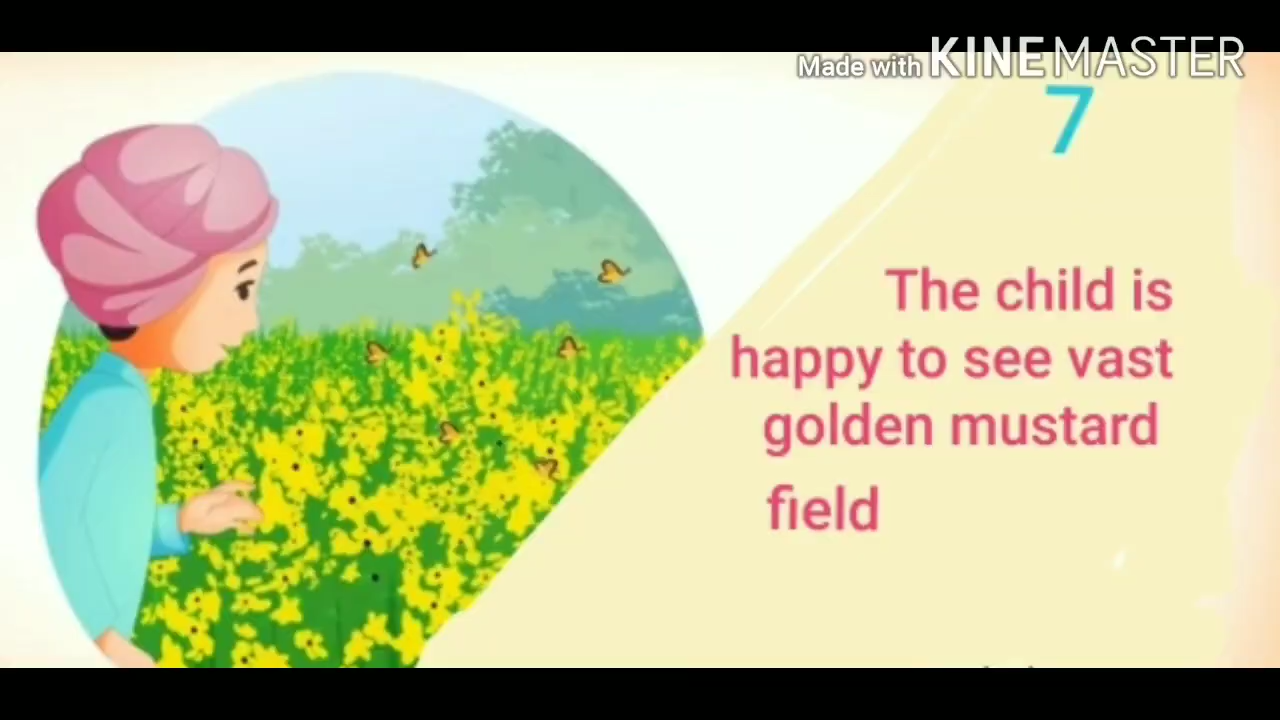 Made with KINEMASTER
7
The child is
happy to see vast
golden mustard
field